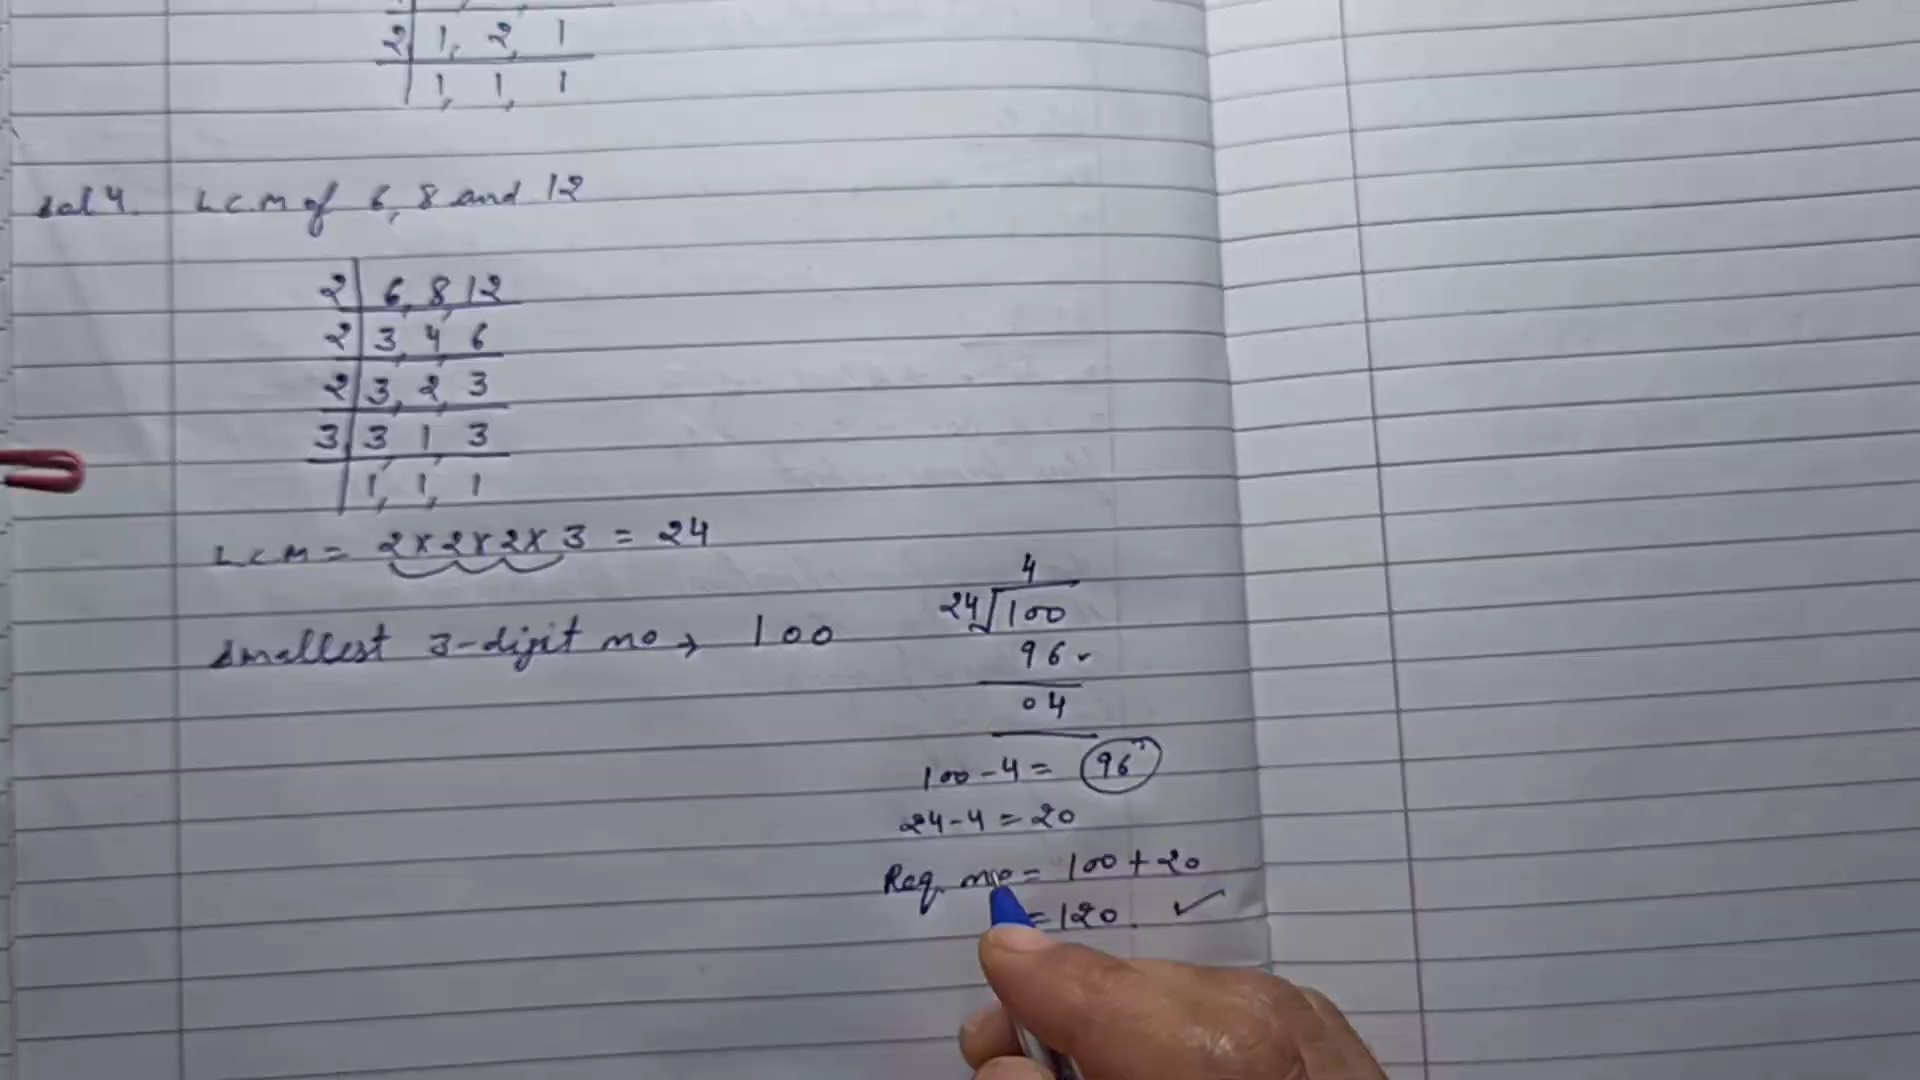 2 1, 2, 1
1, 1, 1
Sol 4. LCM of 6, 8 and 12
2 6, 8, 12
2 3, 4, 6
2 3, 2, 3
3 3, 1, 3
1, 1, 1
LCM = 2×2×2×3 = 24
Smallest 3-digit no → 100
4
24 100
96
04
100 - 4 = 96
24 - 4 = 20
Req. no = 100 + 20
= 120.